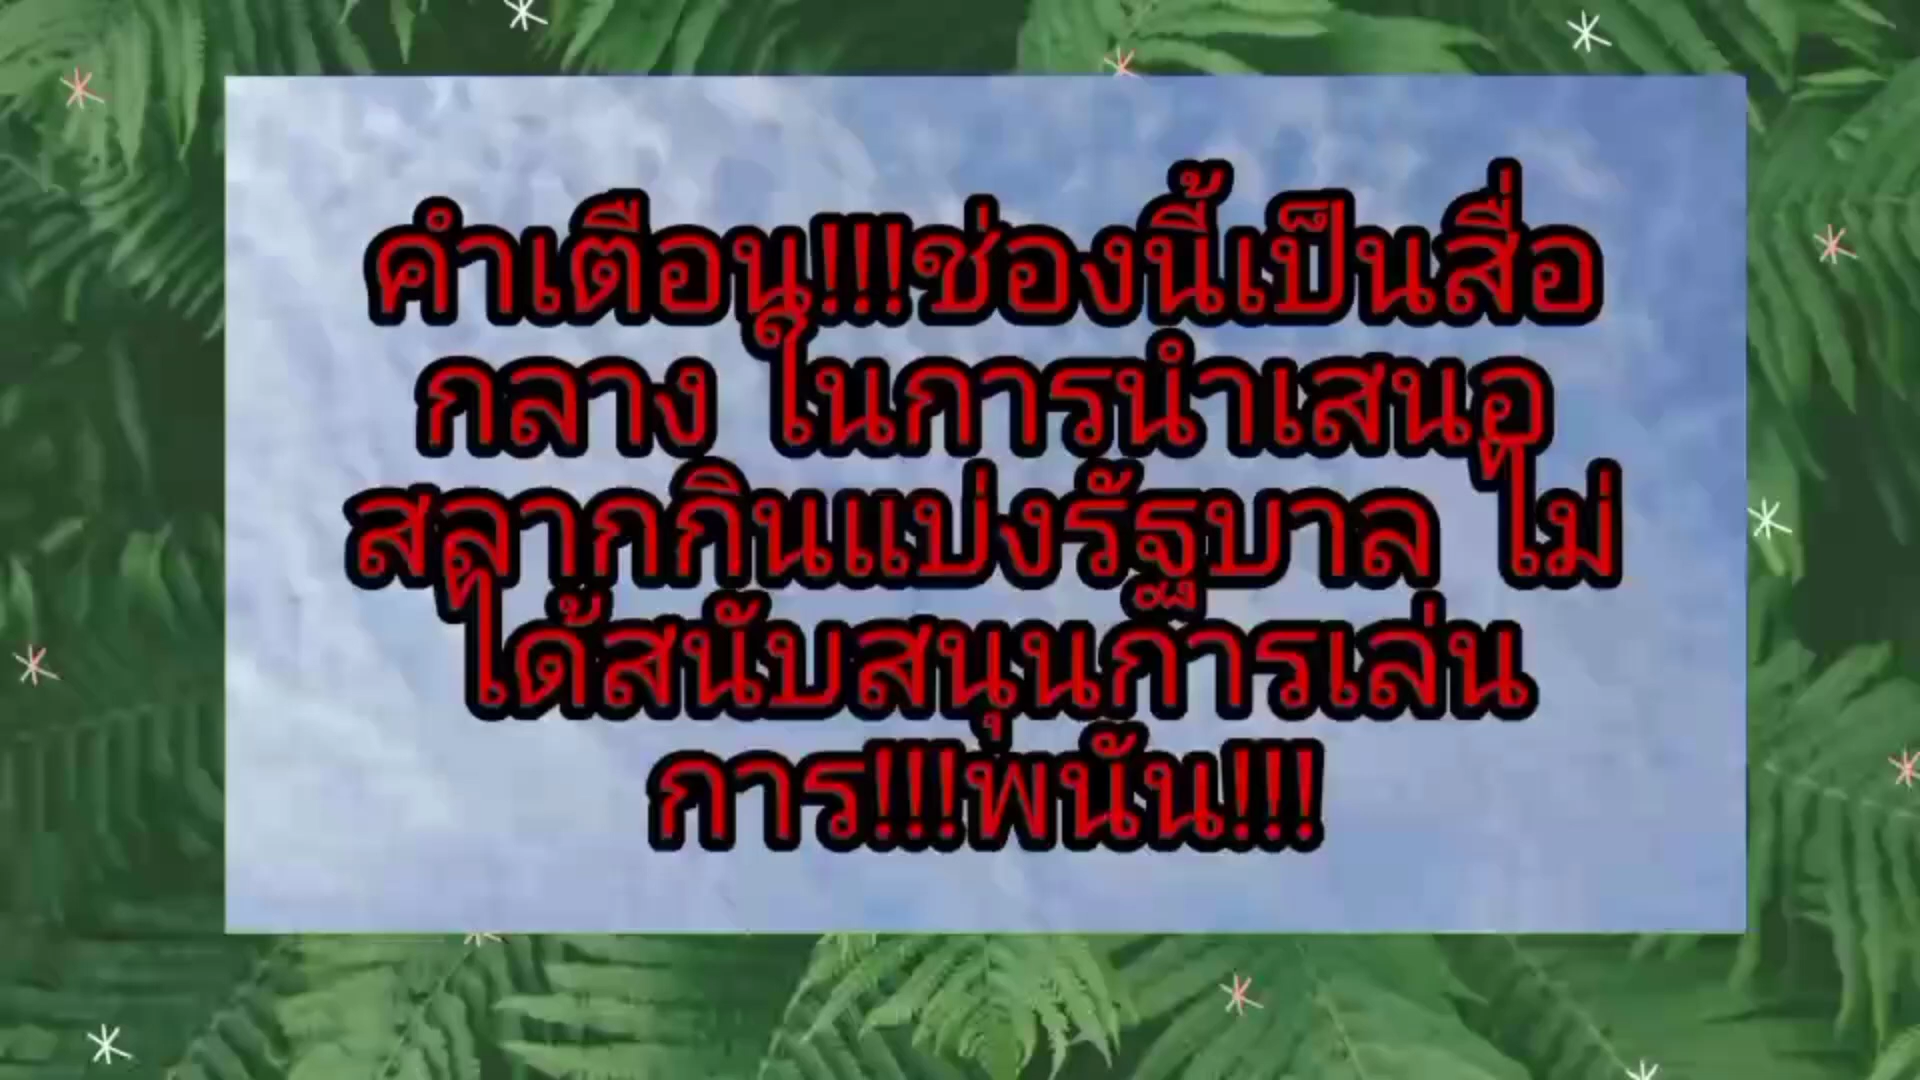 คำเตือน!!!ช่องนี้เป็นสื่อ
กลาง ในการนำเสนอ
สลากกินแบ่งรัฐบาล ไม่
ได้สนับสนุนการเล่น
การ!!!พนัน!!!